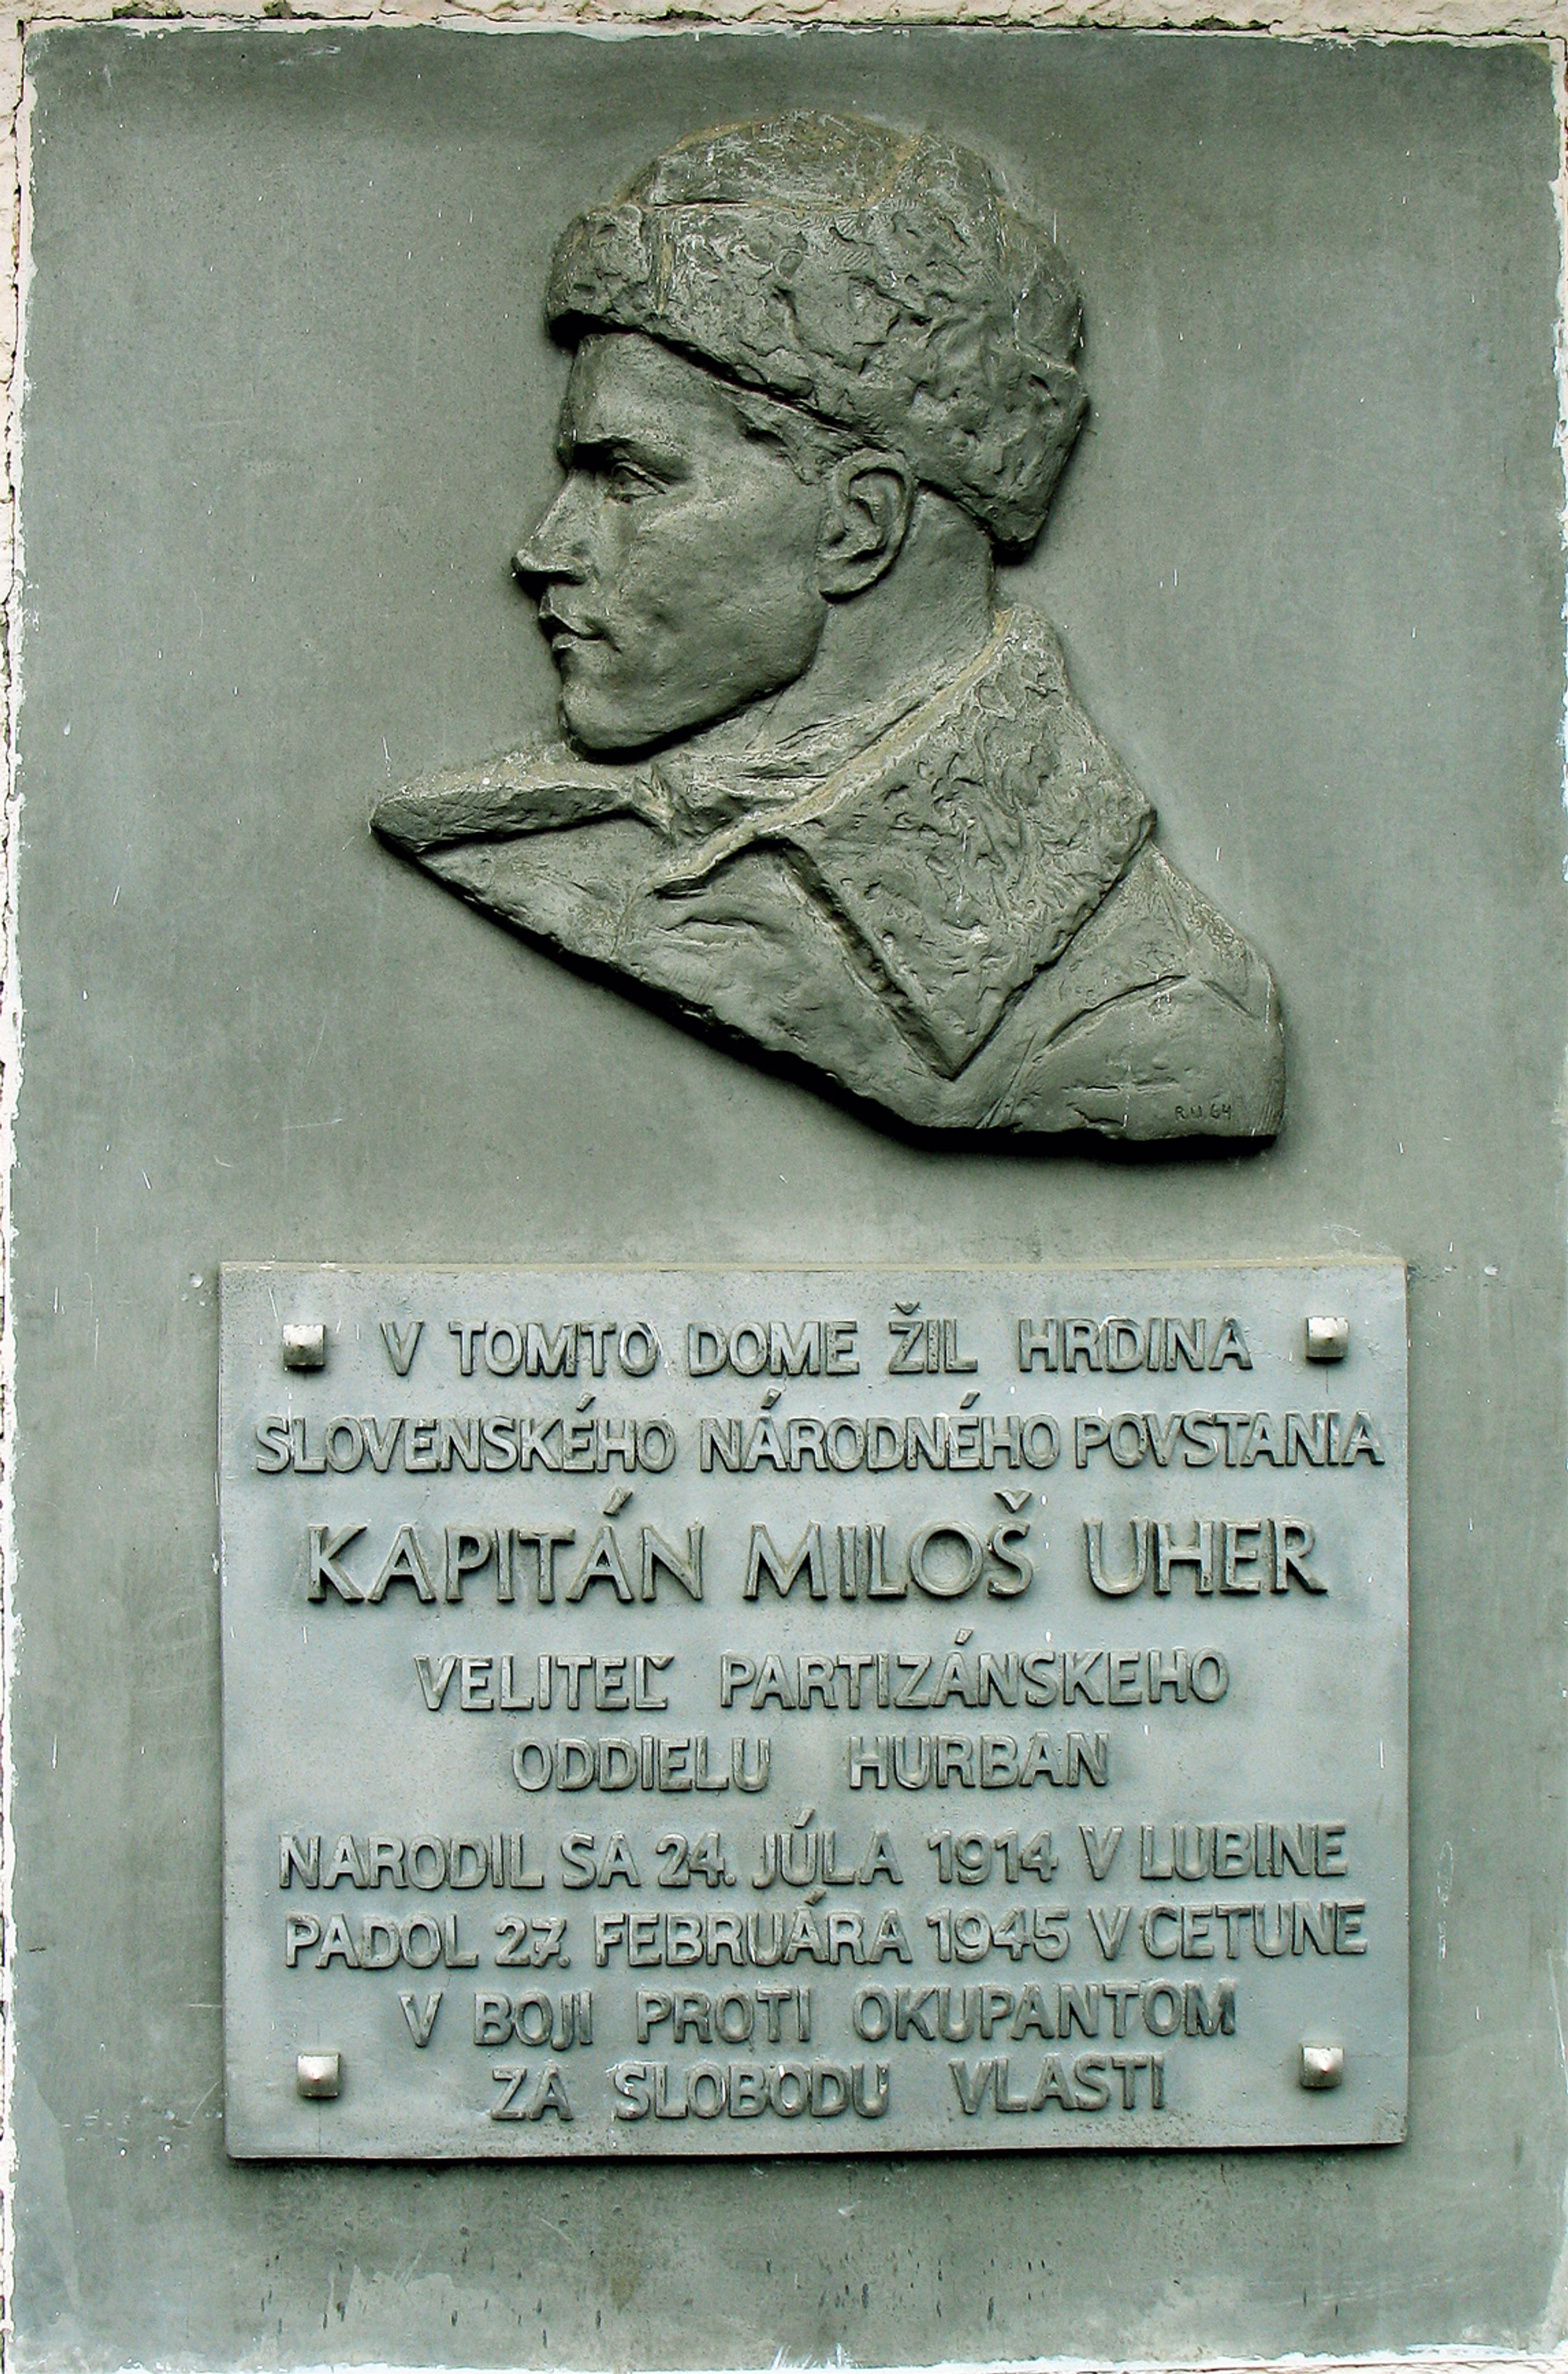 R.U. 64
V TOMTO DOME ŽIL HRDINA
SLOVENSKÉHO NÁRODNÉHO POVSTANIA
KAPITÁN MILOŠ UHER
VELITEĽ PARTIZÁNSKEHO
ODDIELU HURBAN
NARODIL SA 24. JÚLA 1914 V LUBINE
PADOL 27. FEBRUÁRA 1945 V CETUNE
V BOJI PROTI OKUPANTOM
ZA SLOBODU VLASTI